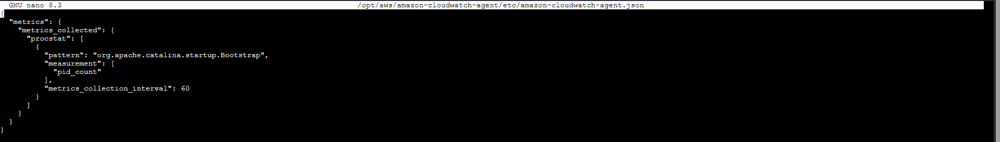 GNU nano 8.3 /opt/aws/amazon-cloudwatch-agent/etc/amazon-cloudwatch-agent.json
{
  "metrics": {
    "metrics_collected": {
      "procstat": [
        {
          "pattern": "org.apache.catalina.startup.Bootstrap",
          "measurement": [
            "pid_count"
          ],
          "metrics_collection_interval": 60
        }
      ]
    }
  }
}